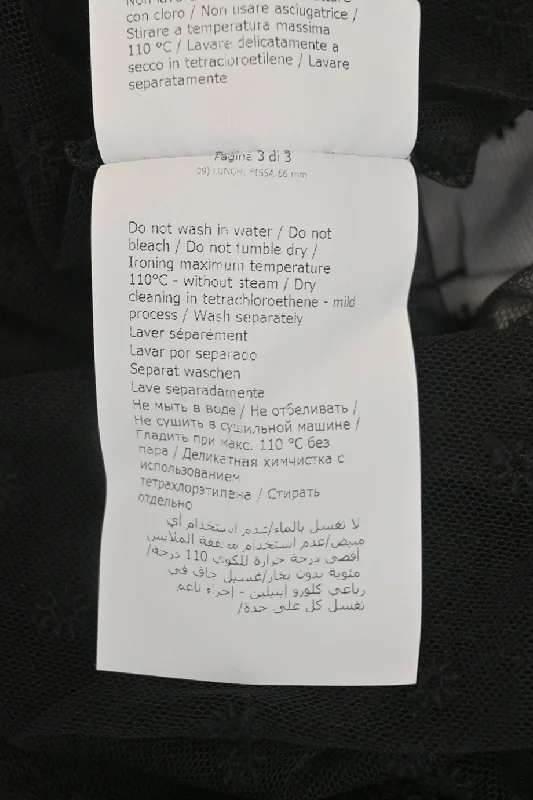 con cloro / Non usare asciugatrice /
Stirare a temperatura massima
110 °C / Lavare delicatamente a
secco in tetracloroetilene / Lavare
separatamente
Pagina 3 di 3
66 mm
Do not wash in water / Do not
bleach / Do not tumble dry /
Ironing maximum temperature
110°C - without steam / Dry
cleaning in tetrachloroethene - mild
process / Wash separately
Laver séparément
Lavar por separado
Separat waschen
Lave separadamente
Не мыть в воде / Не отбеливать /
Не сушить в сушильной машине /
Гладить при макс. 110 °C без
пара / Деликатная химчистка с
использованием
тетрахлорэтилена / Стирать
отдельно
لا تغسل بالماء/عدم استخدام أي
مبيض/عدم استخدام مجففة الملابس
أقصى درجة حرارة للكوي 110 درجة/
مئوية بدون بخار/غسيل جاف في
رباعي كلورو إيثيلين - إجراء ناعم
تغسل كل على حدة/